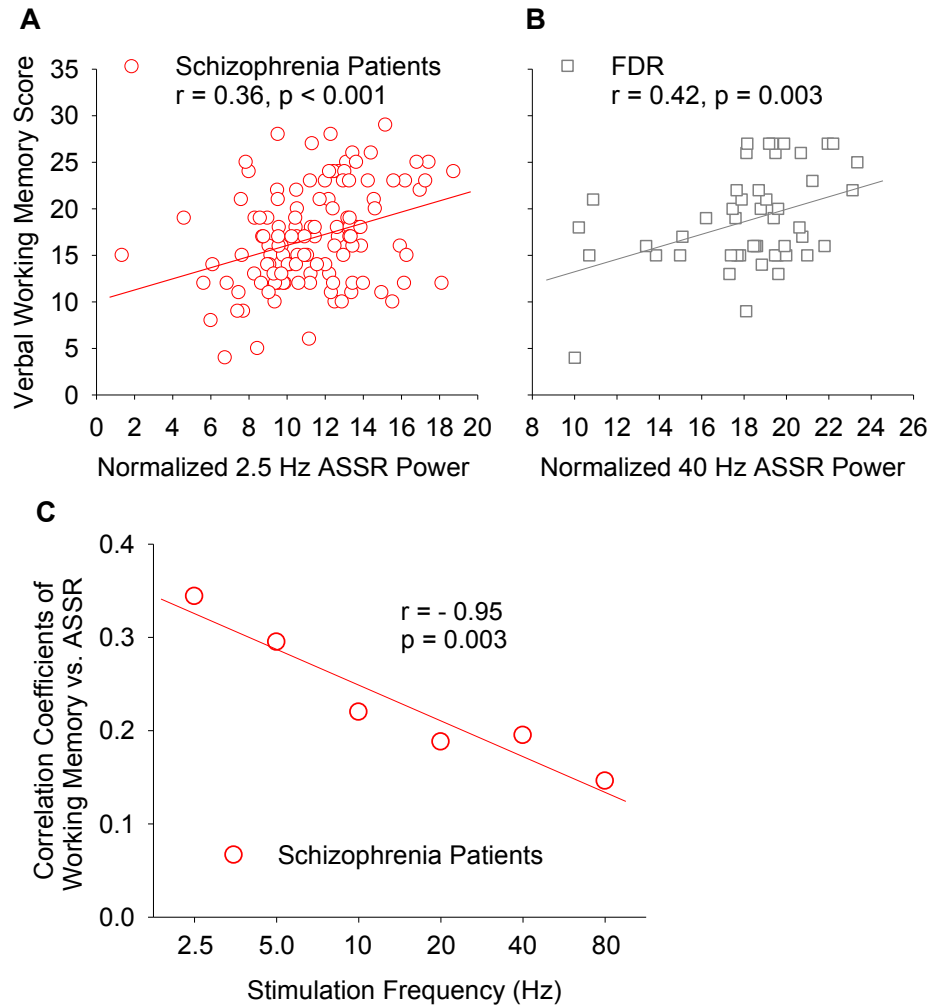 A
Schizophrenia Patients
r = 0.36, p < 0.001
Verbal Working Memory Score
35
30
25
20
15
10
5
0
0 2 4 6 8 10 12 14 16 18 20
Normalized 2.5 Hz ASSR Power
B
FDR
r = 0.42, p = 0.003
8 10 12 14 16 18 20 22 24 26
Normalized 40 Hz ASSR Power
C
Correlation Coefficients of
Working Memory vs. ASSR
0.4
0.3
0.2
0.1
0.0
r = - 0.95
p = 0.003
Schizophrenia Patients
2.5 5.0 10 20 40 80
Stimulation Frequency (Hz)